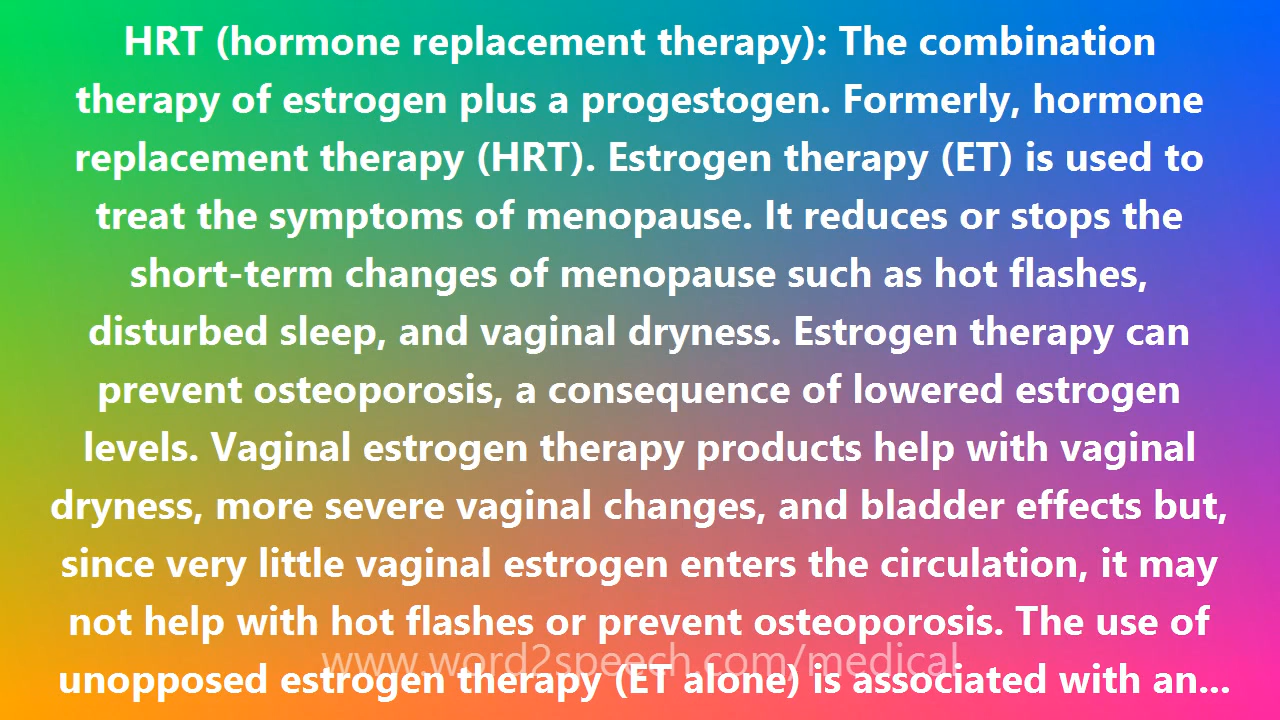 HRT (hormone replacement therapy): The combination
therapy of estrogen plus a progestogen. Formerly, hormone
replacement therapy (HRT). Estrogen therapy (ET) is used to
treat the symptoms of menopause. It reduces or stops the
short-term changes of menopause such as hot flashes,
disturbed sleep, and vaginal dryness. Estrogen therapy can
prevent osteoporosis, a consequence of lowered estrogen
levels. Vaginal estrogen therapy products help with vaginal
dryness, more severe vaginal changes, and bladder effects but,
since very little vaginal estrogen enters the circulation, it may
not help with hot flashes or prevent osteoporosis. The use of
www.word2speech.com/medical
unopposed estrogen therapy (ET alone) is associated with an...